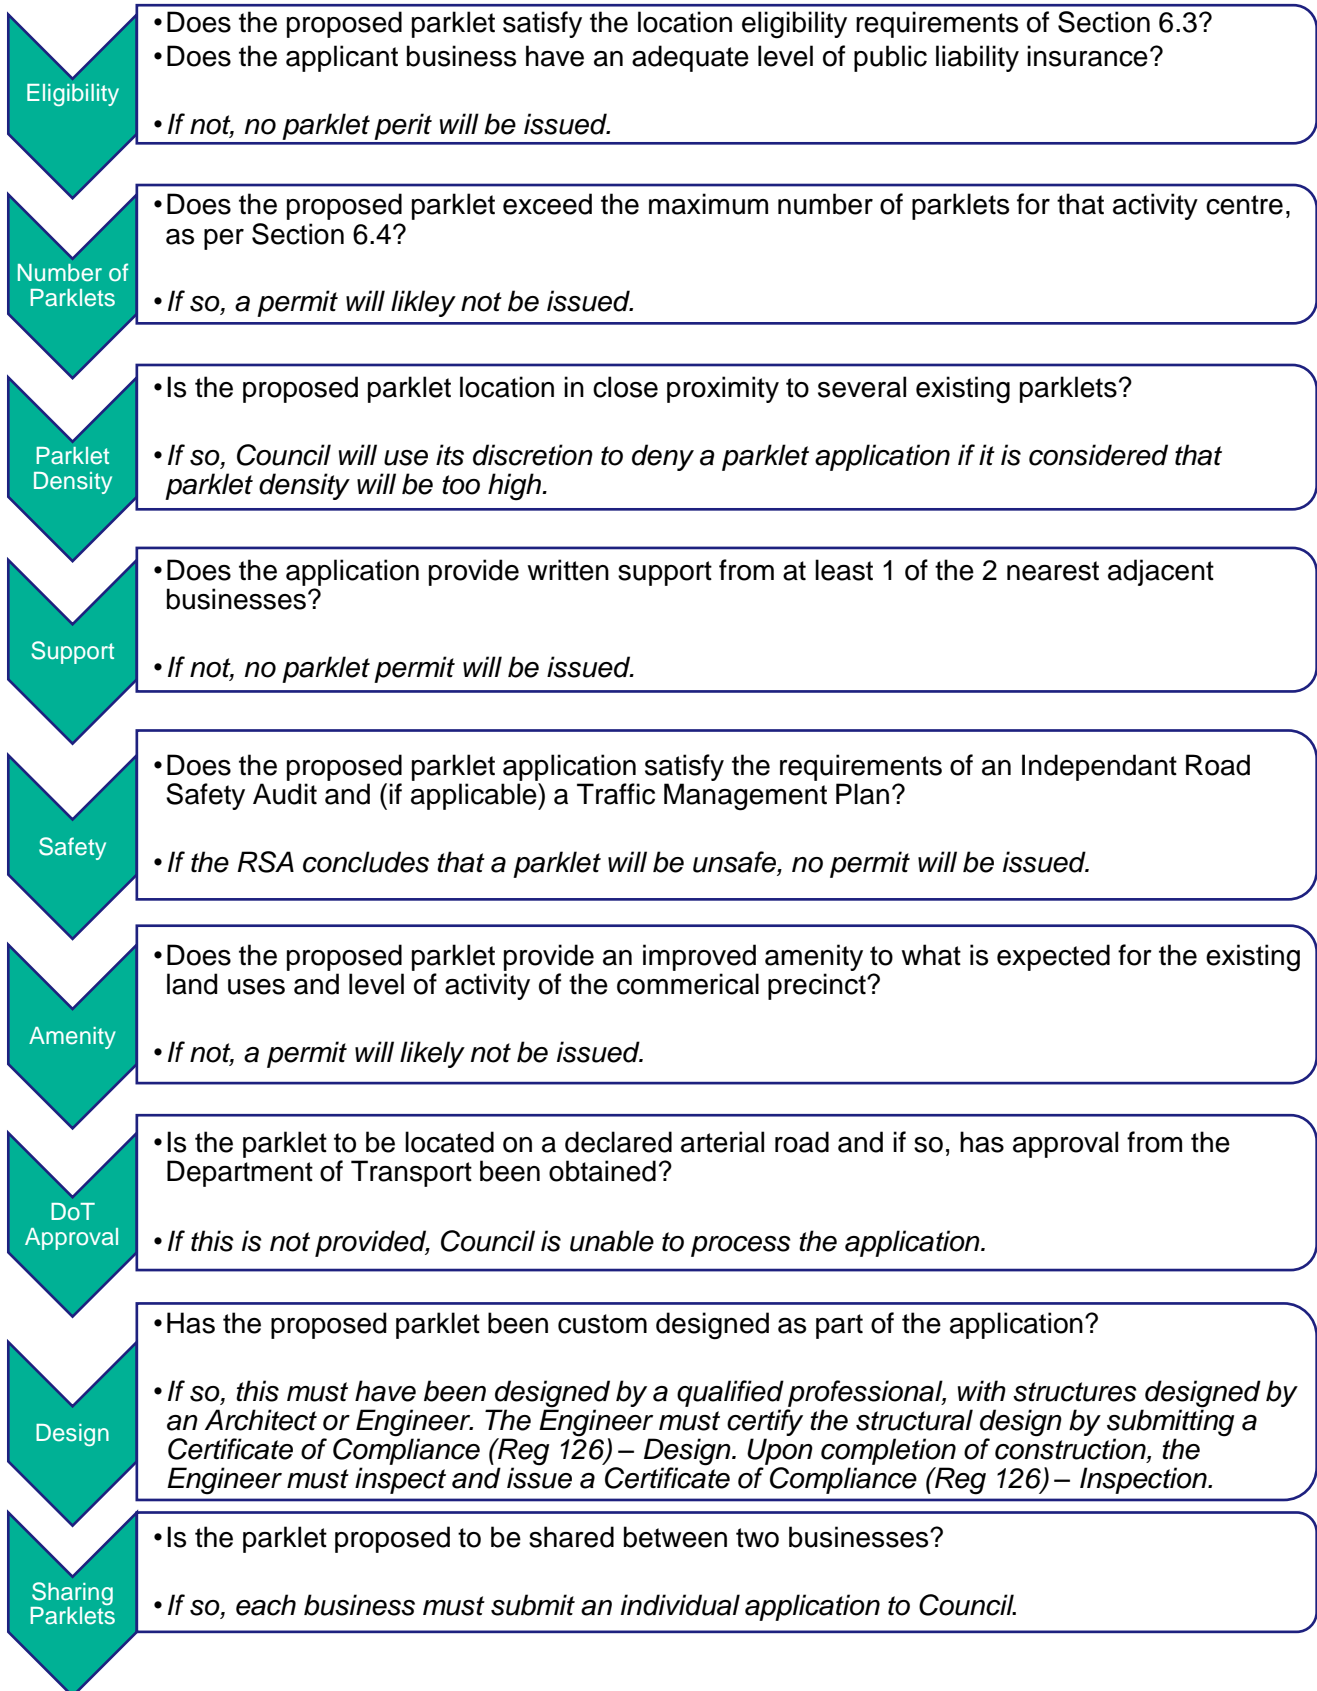 Eligibility
•Does the proposed parklet satisfy the location eligibility requirements of Section 6.3?
•Does the applicant business have an adequate level of public liability insurance?
•If not, no parklet perit will be issued.
Number of
Parklets
•Does the proposed parklet exceed the maximum number of parklets for that activity centre,
as per Section 6.4?
•If so, a permit will likley not be issued.
Parklet
Density
•Is the proposed parklet location in close proximity to several existing parklets?
•If so, Council will use its discretion to deny a parklet application if it is considered that
parklet density will be too high.
Support
•Does the application provide written support from at least 1 of the 2 nearest adjacent
businesses?
•If not, no parklet permit will be issued.
Safety
•Does the proposed parklet application satisfy the requirements of an Independant Road
Safety Audit and (if applicable) a Traffic Management Plan?
•If the RSA concludes that a parklet will be unsafe, no permit will be issued.
Amenity
•Does the proposed parklet provide an improved amenity to what is expected for the existing
land uses and level of activity of the commerical precinct?
•If not, a permit will likely not be issued.
DoT
Approval
•Is the parklet to be located on a declared arterial road and if so, has approval from the
Department of Transport been obtained?
•If this is not provided, Council is unable to process the application.
Design
•Has the proposed parklet been custom designed as part of the application?
•If so, this must have been designed by a qualified professional, with structures designed by
an Architect or Engineer. The Engineer must certify the structural design by submitting a
Certificate of Compliance (Reg 126) – Design. Upon completion of construction, the
Engineer must inspect and issue a Certificate of Compliance (Reg 126) – Inspection.
Sharing
Parklets
•Is the parklet proposed to be shared between two businesses?
•If so, each business must submit an individual application to Council.